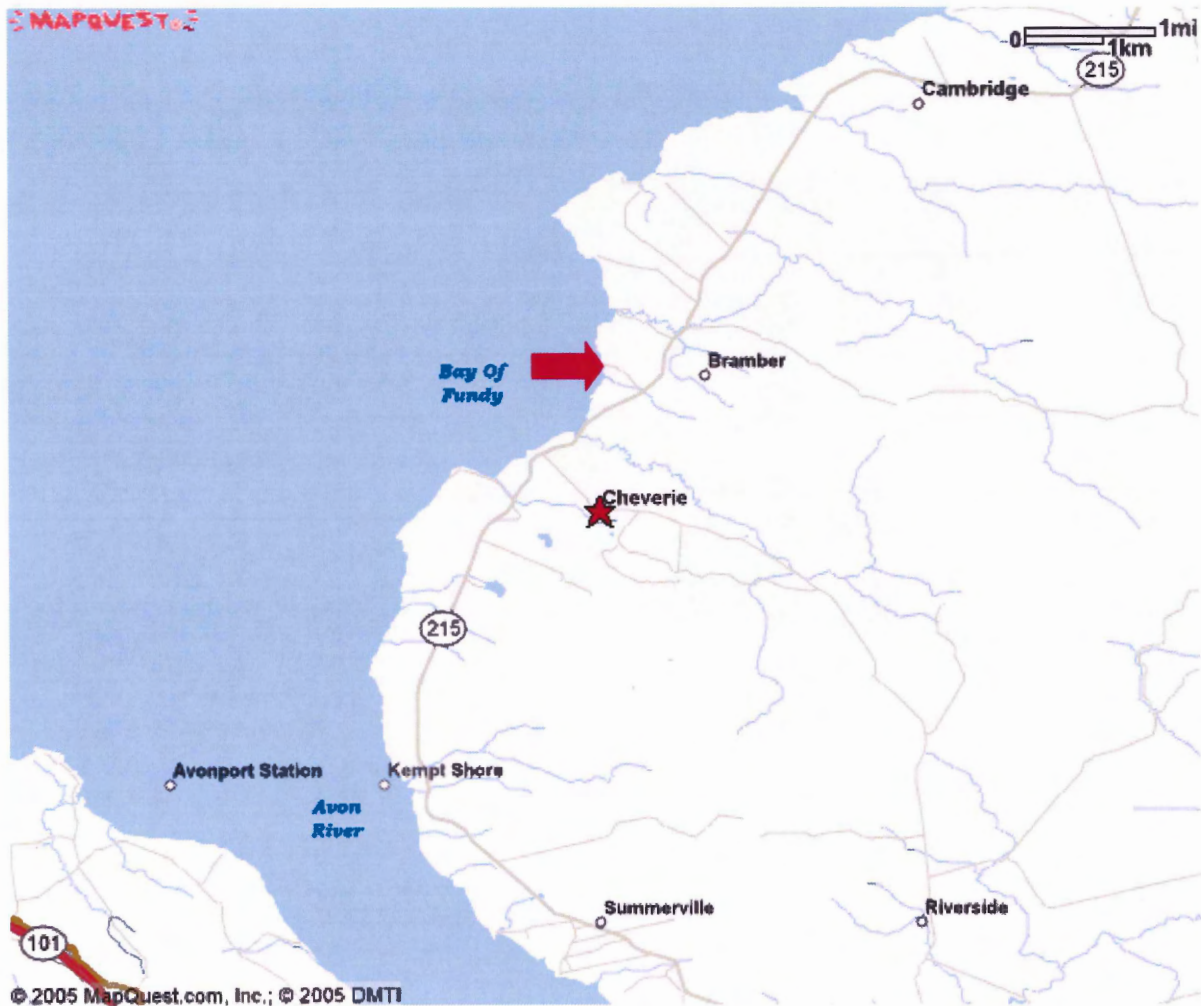 MAPQUEST
0 1mi
1km
215
Cambridge
Bramber
Bay Of
Fundy
Cheverie
215
Avonport Station
Kempt Shore
Avon
River
Summerville
Riverside
101
© 2005 MapQuest.com, Inc.; © 2005 DMTI